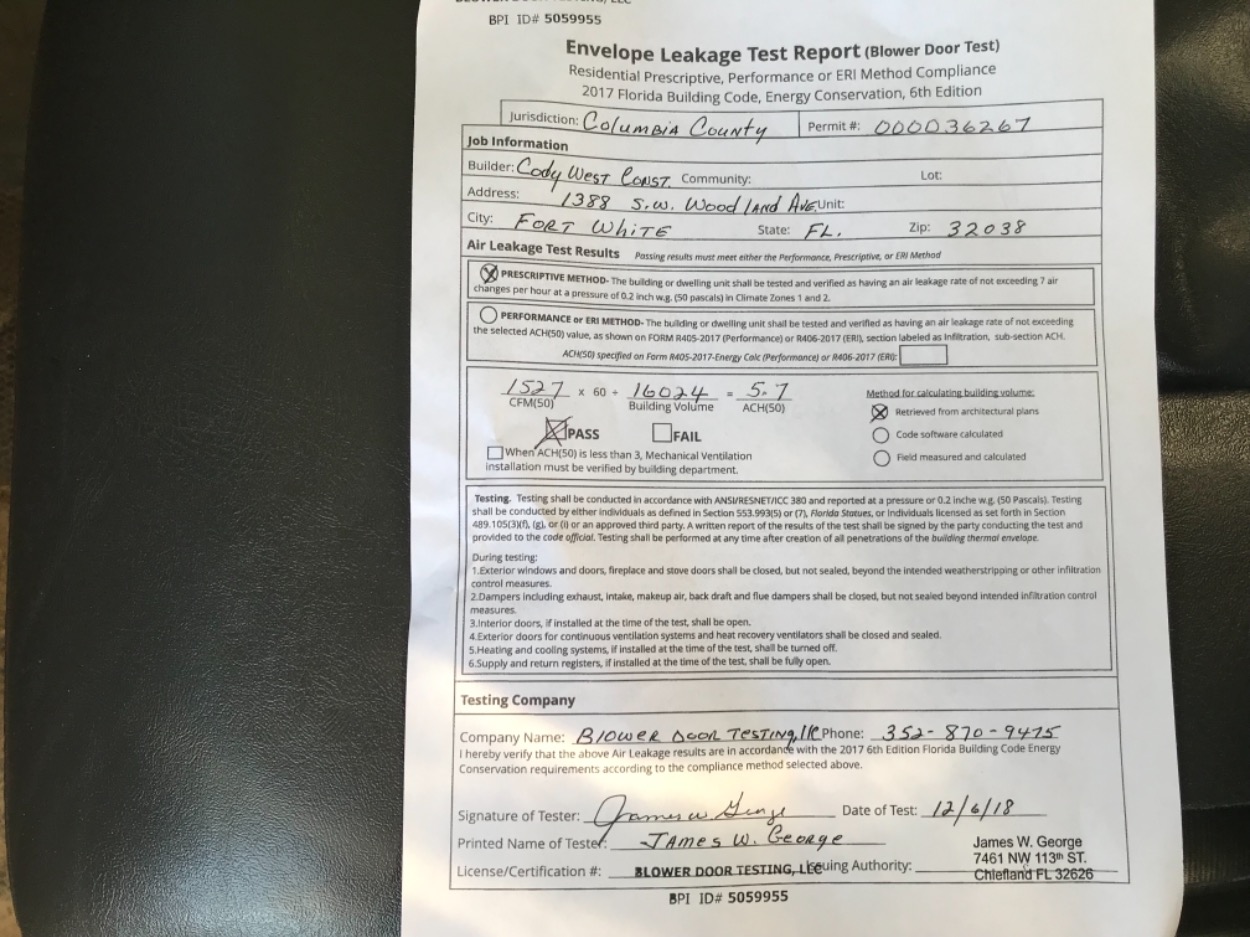 BLOWER DOOR TESTING, LLC
BPI ID# 5059955
Envelope Leakage Test Report (Blower Door Test)
Residential Prescriptive, Performance or ERI Method Compliance
2017 Florida Building Code, Energy Conservation, 6th Edition
Jurisdiction: Columbia County Permit #: 000036267
Job Information
Builder: Cody West Const. Community: Lot:
Address: 1388 S.W. Woodland Ave Unit:
City: Fort White State: FL. Zip: 32038
Air Leakage Test Results Passing results must meet either the Performance, Prescriptive, or ERI Method
PRESCRIPTIVE METHOD- The building or dwelling unit shall be tested and verified as having an air leakage rate of not exceeding 7 air
changes per hour at a pressure of 0.2 inch w.g. (50 pascals) in Climate Zones 1 and 2.
PERFORMANCE or ERI METHOD- The building or dwelling unit shall be tested and verified as having an air leakage rate of not exceeding
the selected ACH(50) value, as shown on FORM R405-2017 (Performance) or R406-2017 (ERI), section labeled as Infiltration, sub-section ACH.
ACH(50) specified on Form R405-2017-Energy Calc (Performance) or R406-2017 (ERI):
1527 x 60 ÷ 16024 = 5.7
CFM(50) Building Volume ACH(50)
PASS FAIL
When ACH(50) is less than 3, Mechanical Ventilation
installation must be verified by building department.
Method for calculating building volume:
Retrieved from architectural plans
Code software calculated
Field measured and calculated
Testing. Testing shall be conducted in accordance with ANSI/RESNET/ICC 380 and reported at a pressure or 0.2 inche w.g. (50 Pascals). Testing
shall be conducted by either individuals as defined in Section 553.993(5) or (7), Florida Statues, or Individuals licensed as set forth in Section
489.105(3)(f), (g), or (i) or an approved third party. A written report of the results of the test shall be signed by the party conducting the test and
provided to the code official. Testing shall be performed at any time after creation of all penetrations of the building thermal envelope.
During testing:
1.Exterior windows and doors, fireplace and stove doors shall be closed, but not sealed, beyond the intended weatherstripping or other infiltration
control measures.
2.Dampers including exhaust, intake, makeup air, back draft and flue dampers shall be closed, but not sealed beyond intended infiltration control
measures.
3.Interior doors, if installed at the time of the test, shall be open.
4.Exterior doors for continuous ventilation systems and heat recovery ventilators shall be closed and sealed.
5.Heating and cooling systems, if installed at the time of the test, shall be turned off.
6.Supply and return registers, if installed at the time of the test, shall be fully open.
Testing Company
Company Name: Blower Door Testing, llc Phone: 352-870-9475
I hereby verify that the above Air Leakage results are in accordance with the 2017 6th Edition Florida Building Code Energy
Conservation requirements according to the compliance method selected above.
Signature of Tester: James W George Date of Test: 12/6/18
Printed Name of Tester: James W. George
License/Certification #: BLOWER DOOR TESTING, LLC Issuing Authority:
James W. George
7461 NW 113th ST.
Chiefland FL 32626
BPI ID# 5059955